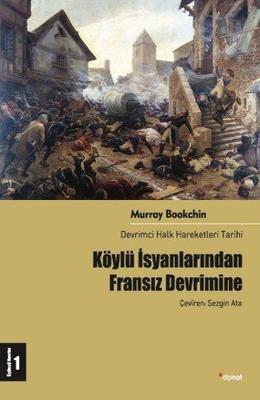 Murray Bookchin
Devrimci Halk Hareketleri Tarihi
Köylü İsyanlarından
Fransız Devrimine
Çeviren: Sezgin Ata
1
dipnot